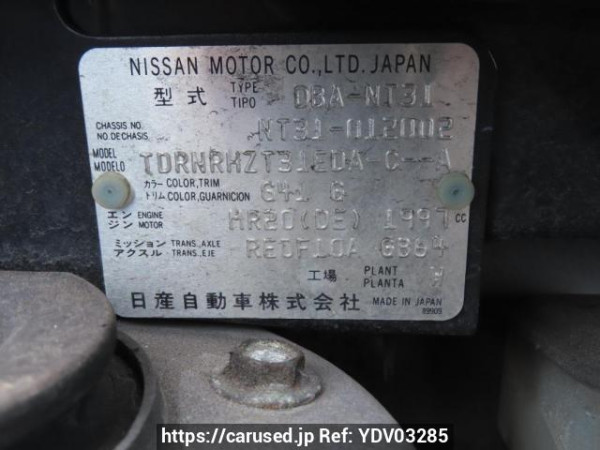 NISSAN MOTOR CO.,LTD. JAPAN
型式 TYPE TIPO DBA-NT31
CHASSIS NO. NO. DE CHASIS. NT31-012002
MODEL MODELO TDRNRHZT31EDA-C--A
カラー COLOR,TRIM トリム COLOR,GUARNICION G41 G
エンジン ENGINE MOTOR MR20(DE) 1997 CC
ミッション TRANS.,AXLE アクスル TRANS.,EJE RE0F10A GB64
工場 PLANT PLANTA W
日産自動車株式会社 MADE IN JAPAN
89909
https://carused.jp Ref: YDV03285